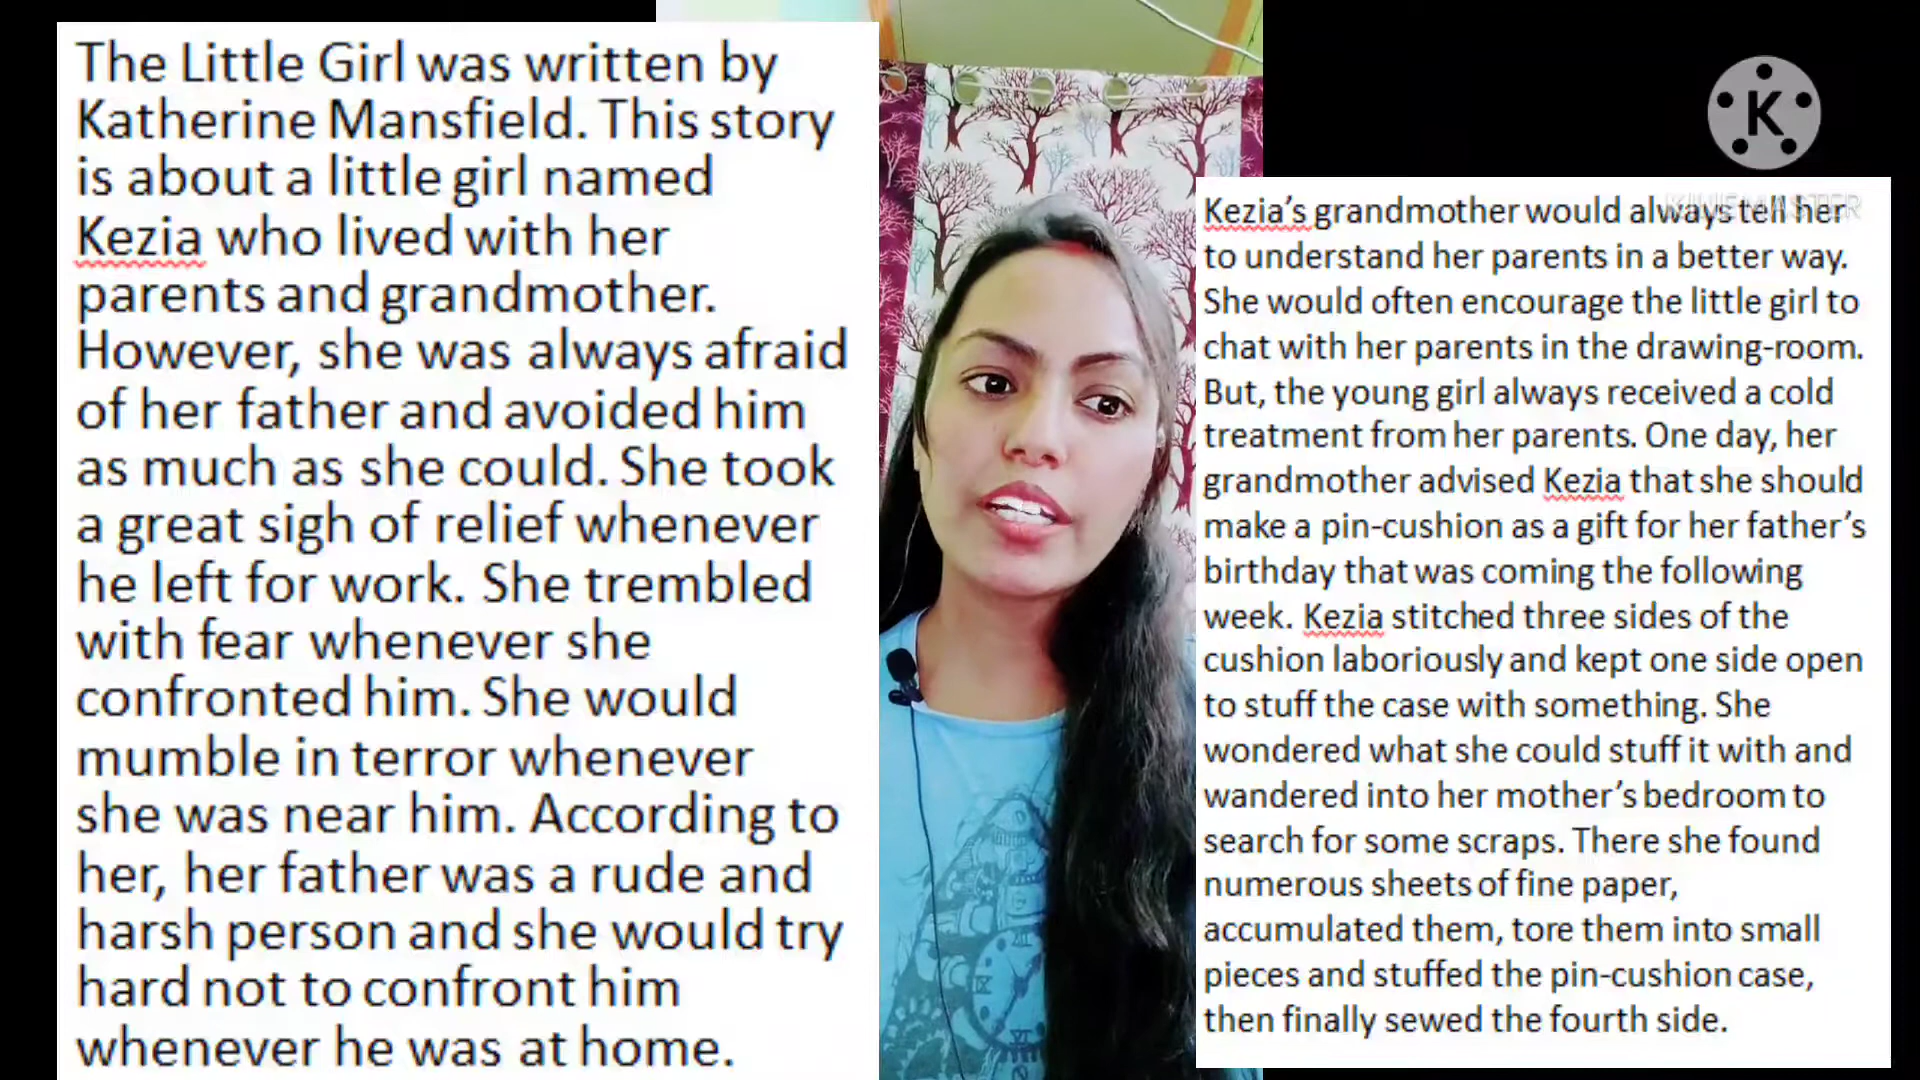 The Little Girl was written by
Katherine Mansfield. This story
is about a little girl named
Kezia who lived with her
parents and grandmother.
However, she was always afraid
of her father and avoided him
as much as she could. She took
a great sigh of relief whenever
he left for work. She trembled
with fear whenever she
confronted him. She would
mumble in terror whenever
she was near him. According to
her, her father was a rude and
harsh person and she would try
hard not to confront him
whenever he was at home.
K
KINEMASTER
Kezia's grandmother would always tell her
to understand her parents in a better way.
She would often encourage the little girl to
chat with her parents in the drawing-room.
But, the young girl always received a cold
treatment from her parents. One day, her
grandmother advised Kezia that she should
make a pin-cushion as a gift for her father's
birthday that was coming the following
week. Kezia stitched three sides of the
cushion laboriously and kept one side open
to stuff the case with something. She
wondered what she could stuff it with and
wandered into her mother's bedroom to
search for some scraps. There she found
numerous sheets of fine paper,
accumulated them, tore them into small
pieces and stuffed the pin-cushion case,
then finally sewed the fourth side.